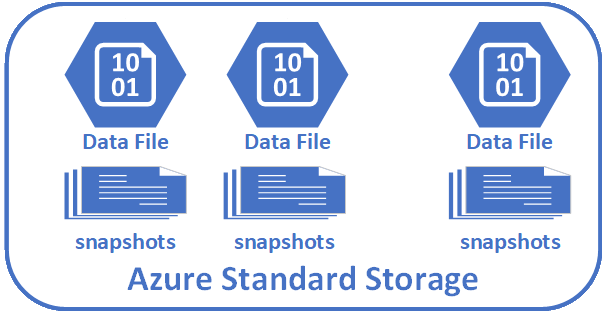 10 10 10
01 01 01
Data File Data File Data File
snapshots snapshots snapshots
Azure Standard Storage